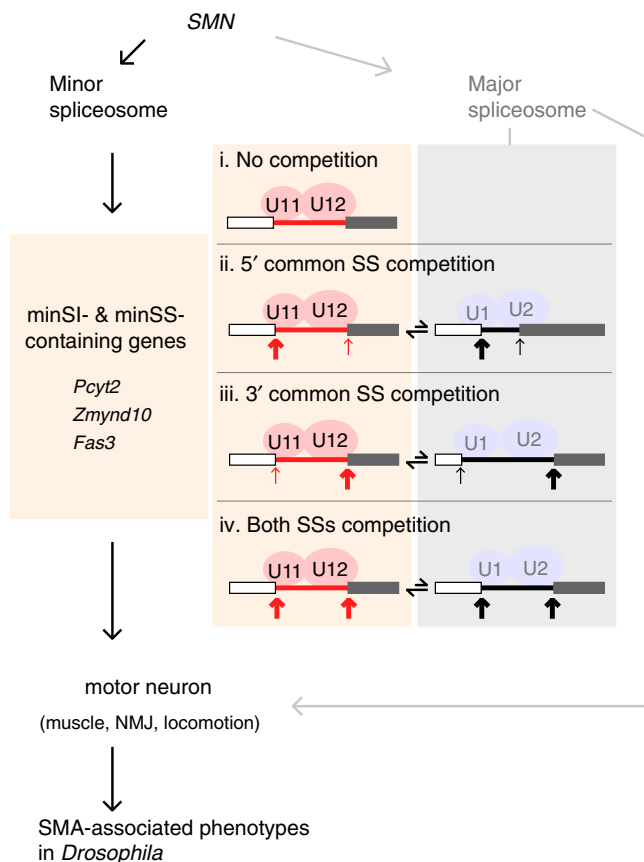 SMN
Minor
spliceosome
Major
spliceosome
i. No competition
U11 U12
ii. 5′ common SS competition
U11 U12 U1 U2
minSI- & minSS-
containing genes
Pcyt2
Zmynd10
Fas3
iii. 3′ common SS competition
U11 U12 U1 U2
iv. Both SSs competition
U11 U12 U1 U2
motor neuron
(muscle, NMJ, locomotion)
SMA-associated phenotypes
in Drosophila